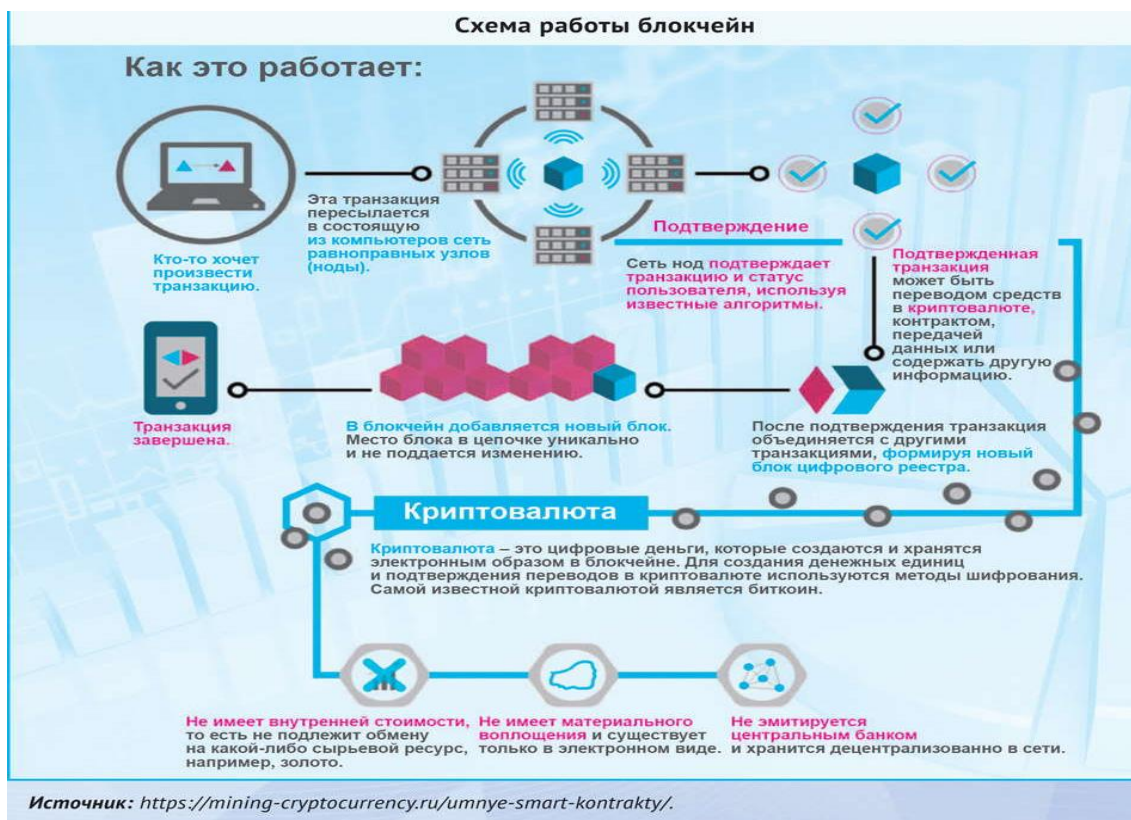 Схема работы блокчейн
Как это работает:
Кто-то хочет
произвести
транзакцию.
Эта транзакция
пересылается
в состоящую
из компьютеров сеть
равноправных узлов
(ноды).
Подтверждение
Сеть нод подтверждает
транзакцию и статус
пользователя, используя
известные алгоритмы.
Подтвержденная
транзакция
может быть
переводом средств
в криптовалюте,
контрактом,
передачей
данных или
содержать другую
информацию.
После подтверждения транзакция
объединяется с другими
транзакциями, формируя новый
блок цифрового реестра.
В блокчейн добавляется новый блок.
Место блока в цепочке уникально
и не поддается изменению.
Транзакция
завершена.
Криптовалюта
Криптовалюта – это цифровые деньги, которые создаются и хранятся
электронным образом в блокчейне. Для создания денежных единиц
и подтверждения переводов в криптовалюте используются методы шифрования.
Самой известной криптовалютой является биткоин.
Не имеет внутренней стоимости,
то есть не подлежит обмену
на какой-либо сырьевой ресурс,
например, золото.
Не имеет материального
воплощения и существует
только в электронном виде.
Не эмитируется
центральным банком
и хранится децентрализованно в сети.
Источник: https://mining-cryptocurrency.ru/umnye-smart-kontrakty/.